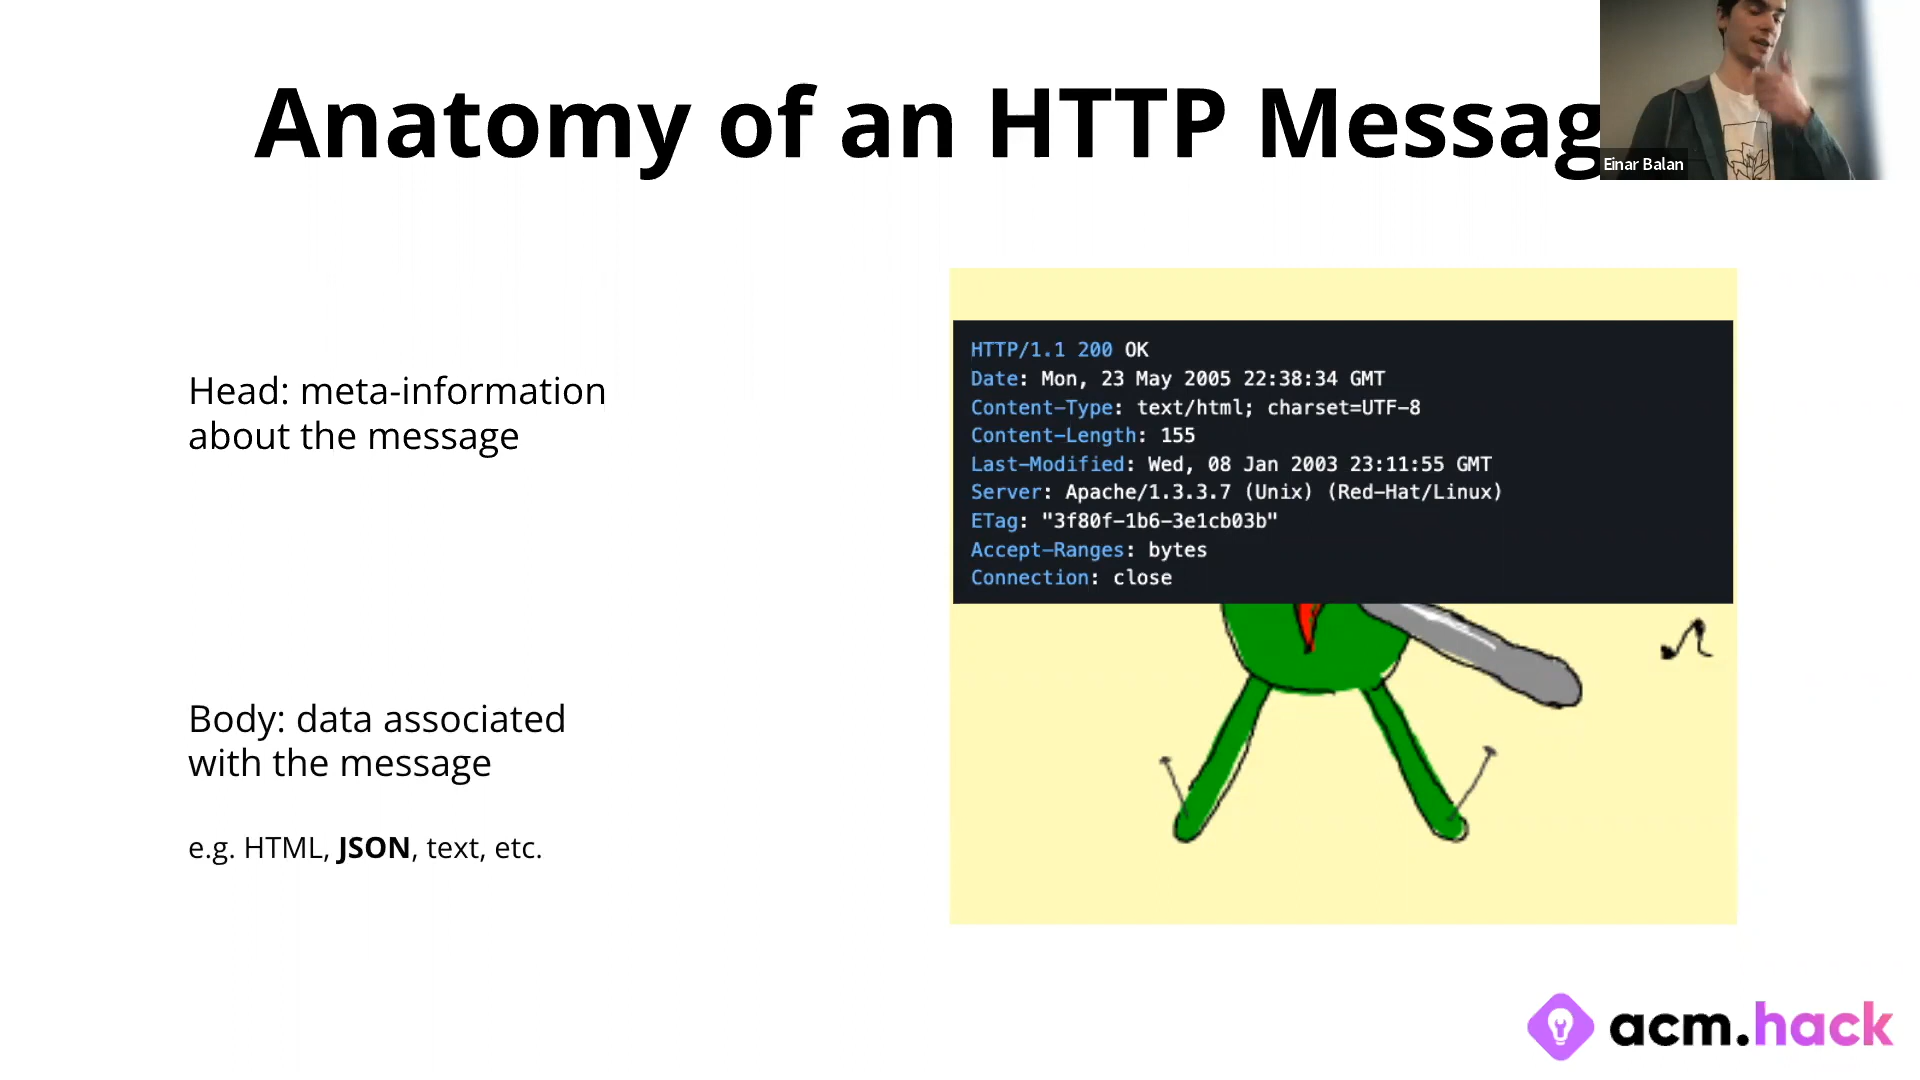 Anatomy of an HTTP Messag
Einar Balan
Head: meta-information
about the message
HTTP/1.1 200 OK
Date: Mon, 23 May 2005 22:38:34 GMT
Content-Type: text/html; charset=UTF-8
Content-Length: 155
Last-Modified: Wed, 08 Jan 2003 23:11:55 GMT
Server: Apache/1.3.3.7 (Unix) (Red-Hat/Linux)
ETag: "3f80f-1b6-3e1cb03b"
Accept-Ranges: bytes
Connection: close
Body: data associated
with the message
e.g. HTML, JSON, text, etc.
acm.hack